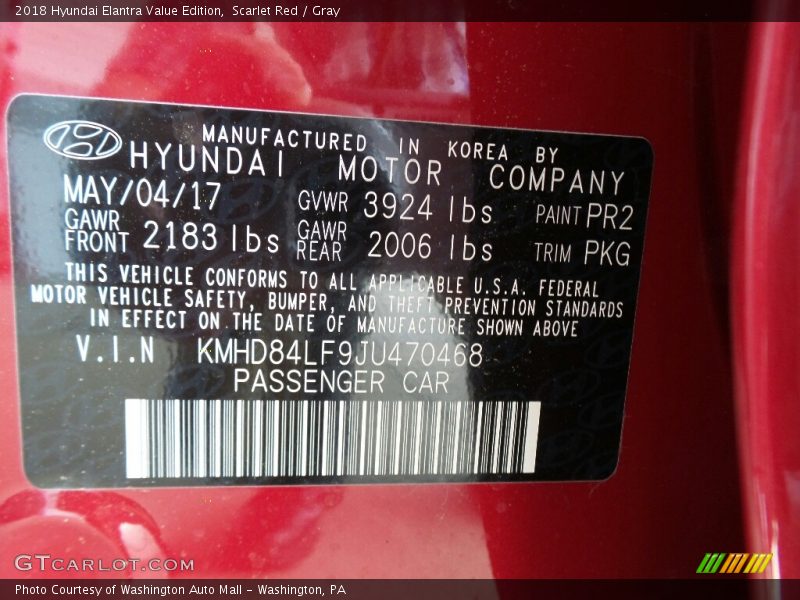 2018 Hyundai Elantra Value Edition, Scarlet Red / Gray
MANUFACTURED IN KOREA BY
HYUNDAI MOTOR COMPANY
MAY/04/17 GVWR 3924 lbs PAINT PR2
GAWR FRONT 2183 lbs GAWR REAR 2006 lbs TRIM PKG
THIS VEHICLE CONFORMS TO ALL APPLICABLE U.S.A. FEDERAL
MOTOR VEHICLE SAFETY, BUMPER, AND THEFT PREVENTION STANDARDS
IN EFFECT ON THE DATE OF MANUFACTURE SHOWN ABOVE
V.I.N KMHD84LF9JU470468
PASSENGER CAR
GTCARLOT.COM
Photo Courtesy of Washington Auto Mall - Washington, PA